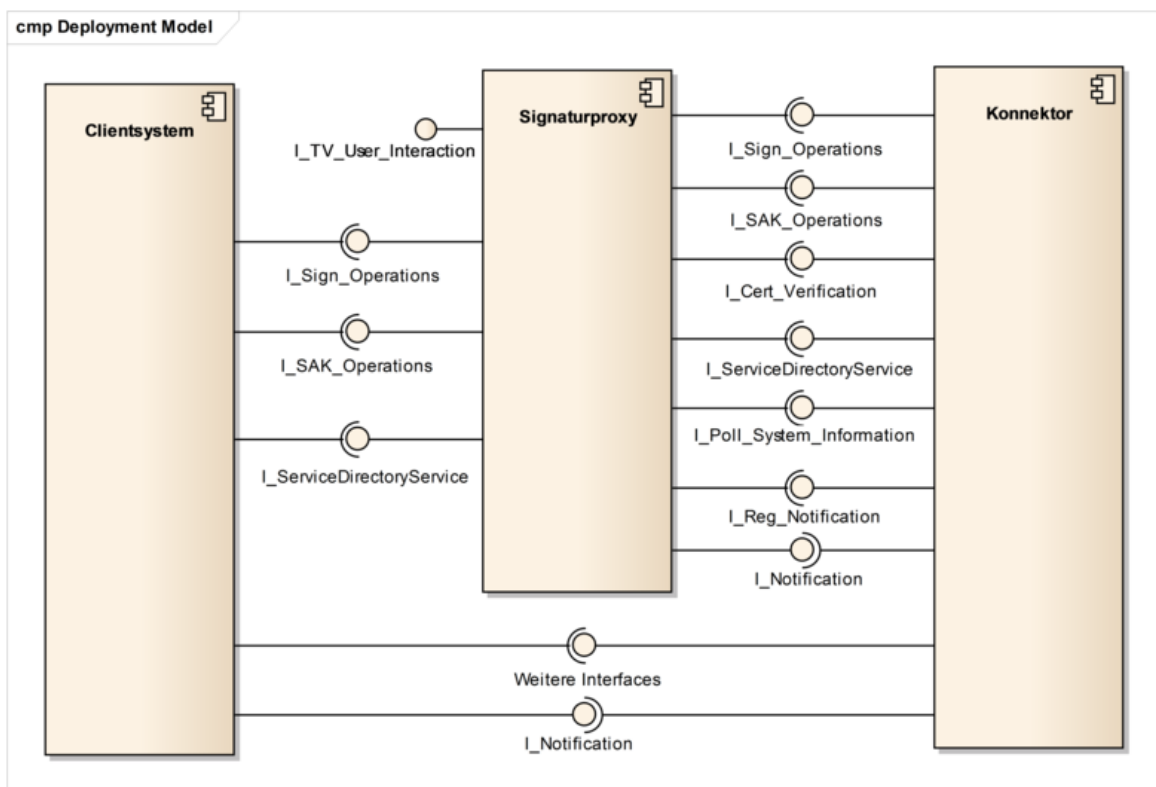 cmp Deployment Model
Clientsystem
Signaturproxy
Konnektor
I_TV_User_Interaction
I_Sign_Operations
I_SAK_Operations
I_ServiceDirectoryService
I_Sign_Operations
I_SAK_Operations
I_Cert_Verification
I_ServiceDirectoryService
I_Poll_System_Information
I_Reg_Notification
I_Notification
Weitere Interfaces
I_Notification